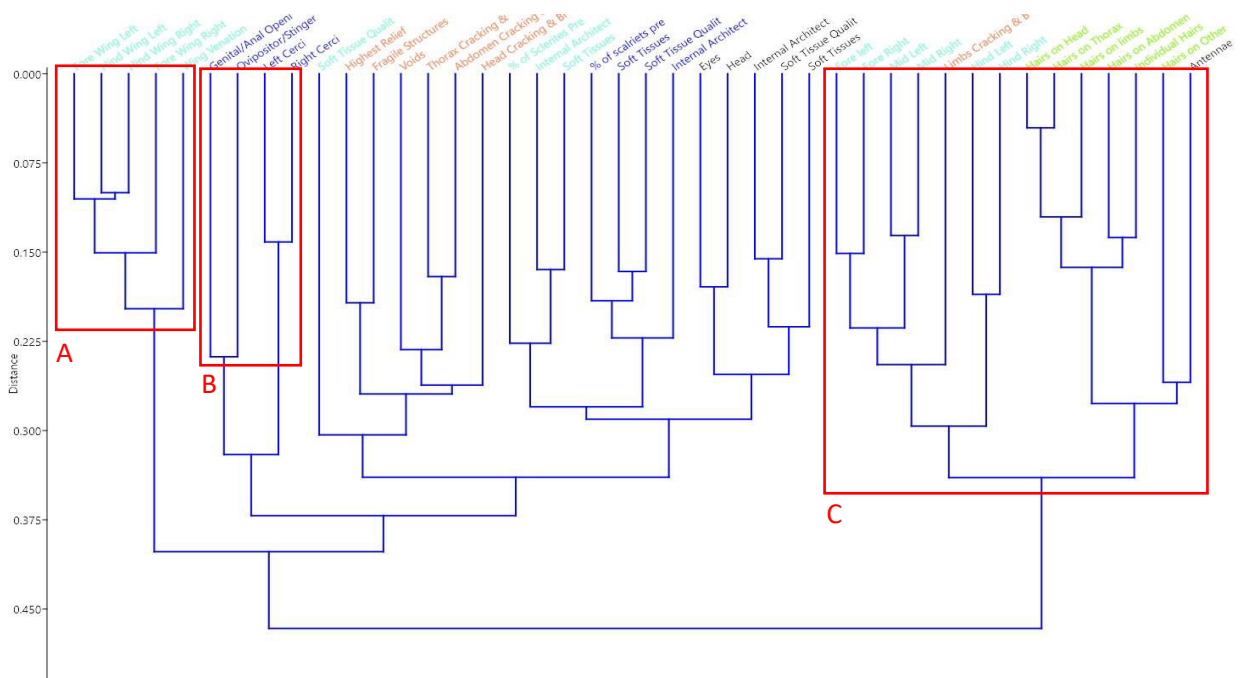 Fore Wing Left
Hind Wing Left
Hind Wing Right
Fore Wing Right
Wing Venation
Genital/Anal Openi
Ovipositor/Stinger
Left Cerci
Right Cerci
Soft Tissue Qualit
Highest Relief
Fragile Structures
Voids
Thorax Cracking &
Abdomen Cracking
Head Cracking & B
% of Sclerites Pre
Internal Architect
Soft Tissues
% of scalriets pre
Soft Tissues
Soft Tissue Qualit
Internal Architect
Eyes
Head
Internal Architect
Soft Tissue Qualit
Soft Tissues
Fore left
Fore Right
Mid Left
Mid Right
Limbs Cracking & B
Hind Left
Hind Right
Hairs on Head
Hairs on Thorax
Hairs on limbs
Hairs on Abdomen
Individual Hairs
Hairs on Other
Antennae
0.000
0.075
0.150
0.225
0.300
0.375
0.450
Distance
A
B
C